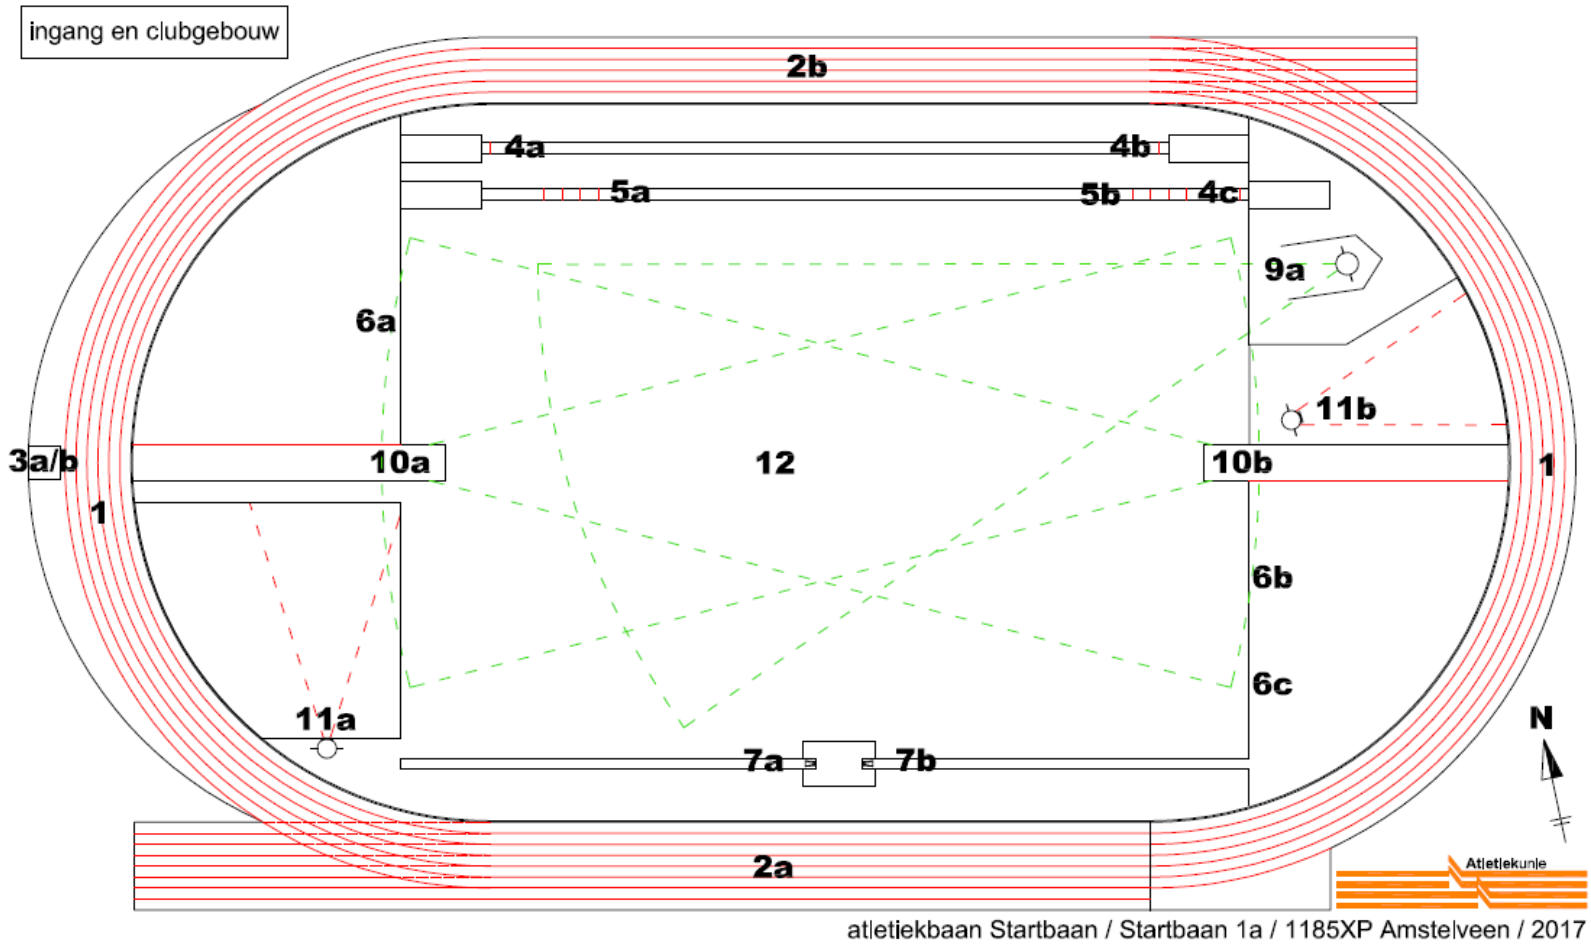 ingang en clubgebouw
2b
4a
4b
5a
5b
4c
9a
6a
11b
3a/b
10a
12
10b
1
1
6b
6c
11a
N
7a
7b
2a
Atletiekunie
atletiekbaan Startbaan / Startbaan 1a / 1185XP Amstelveen / 2017